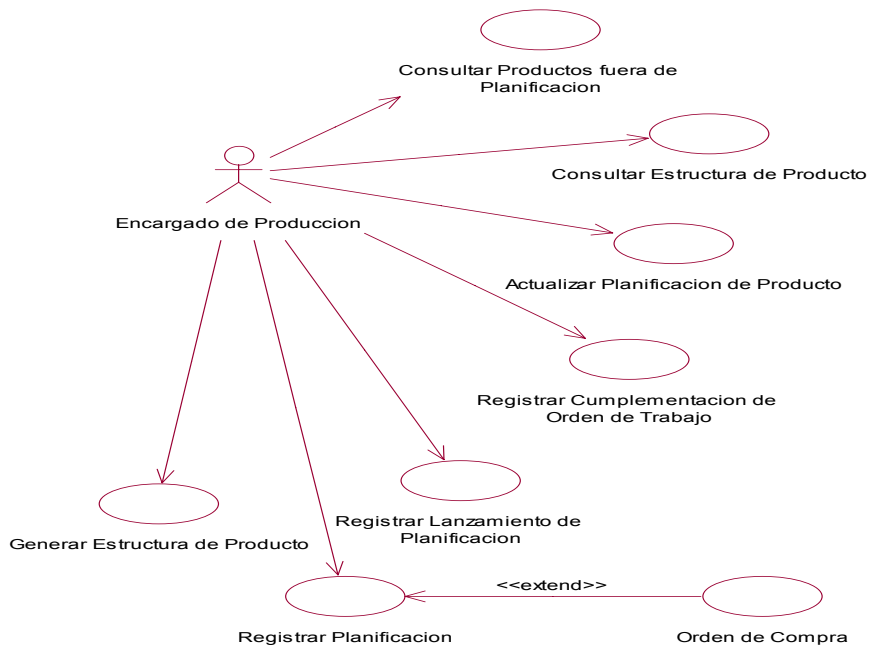 Consultar Productos fuera de
Planificacion
Consultar Estructura de Producto
Encargado de Produccion
Actualizar Planificacion de Producto
Registrar Cumplementacion de
Orden de Trabajo
Registrar Lanzamiento de
Planificacion
Generar Estructura de Producto
<<extend>>
Registrar Planificacion
Orden de Compra